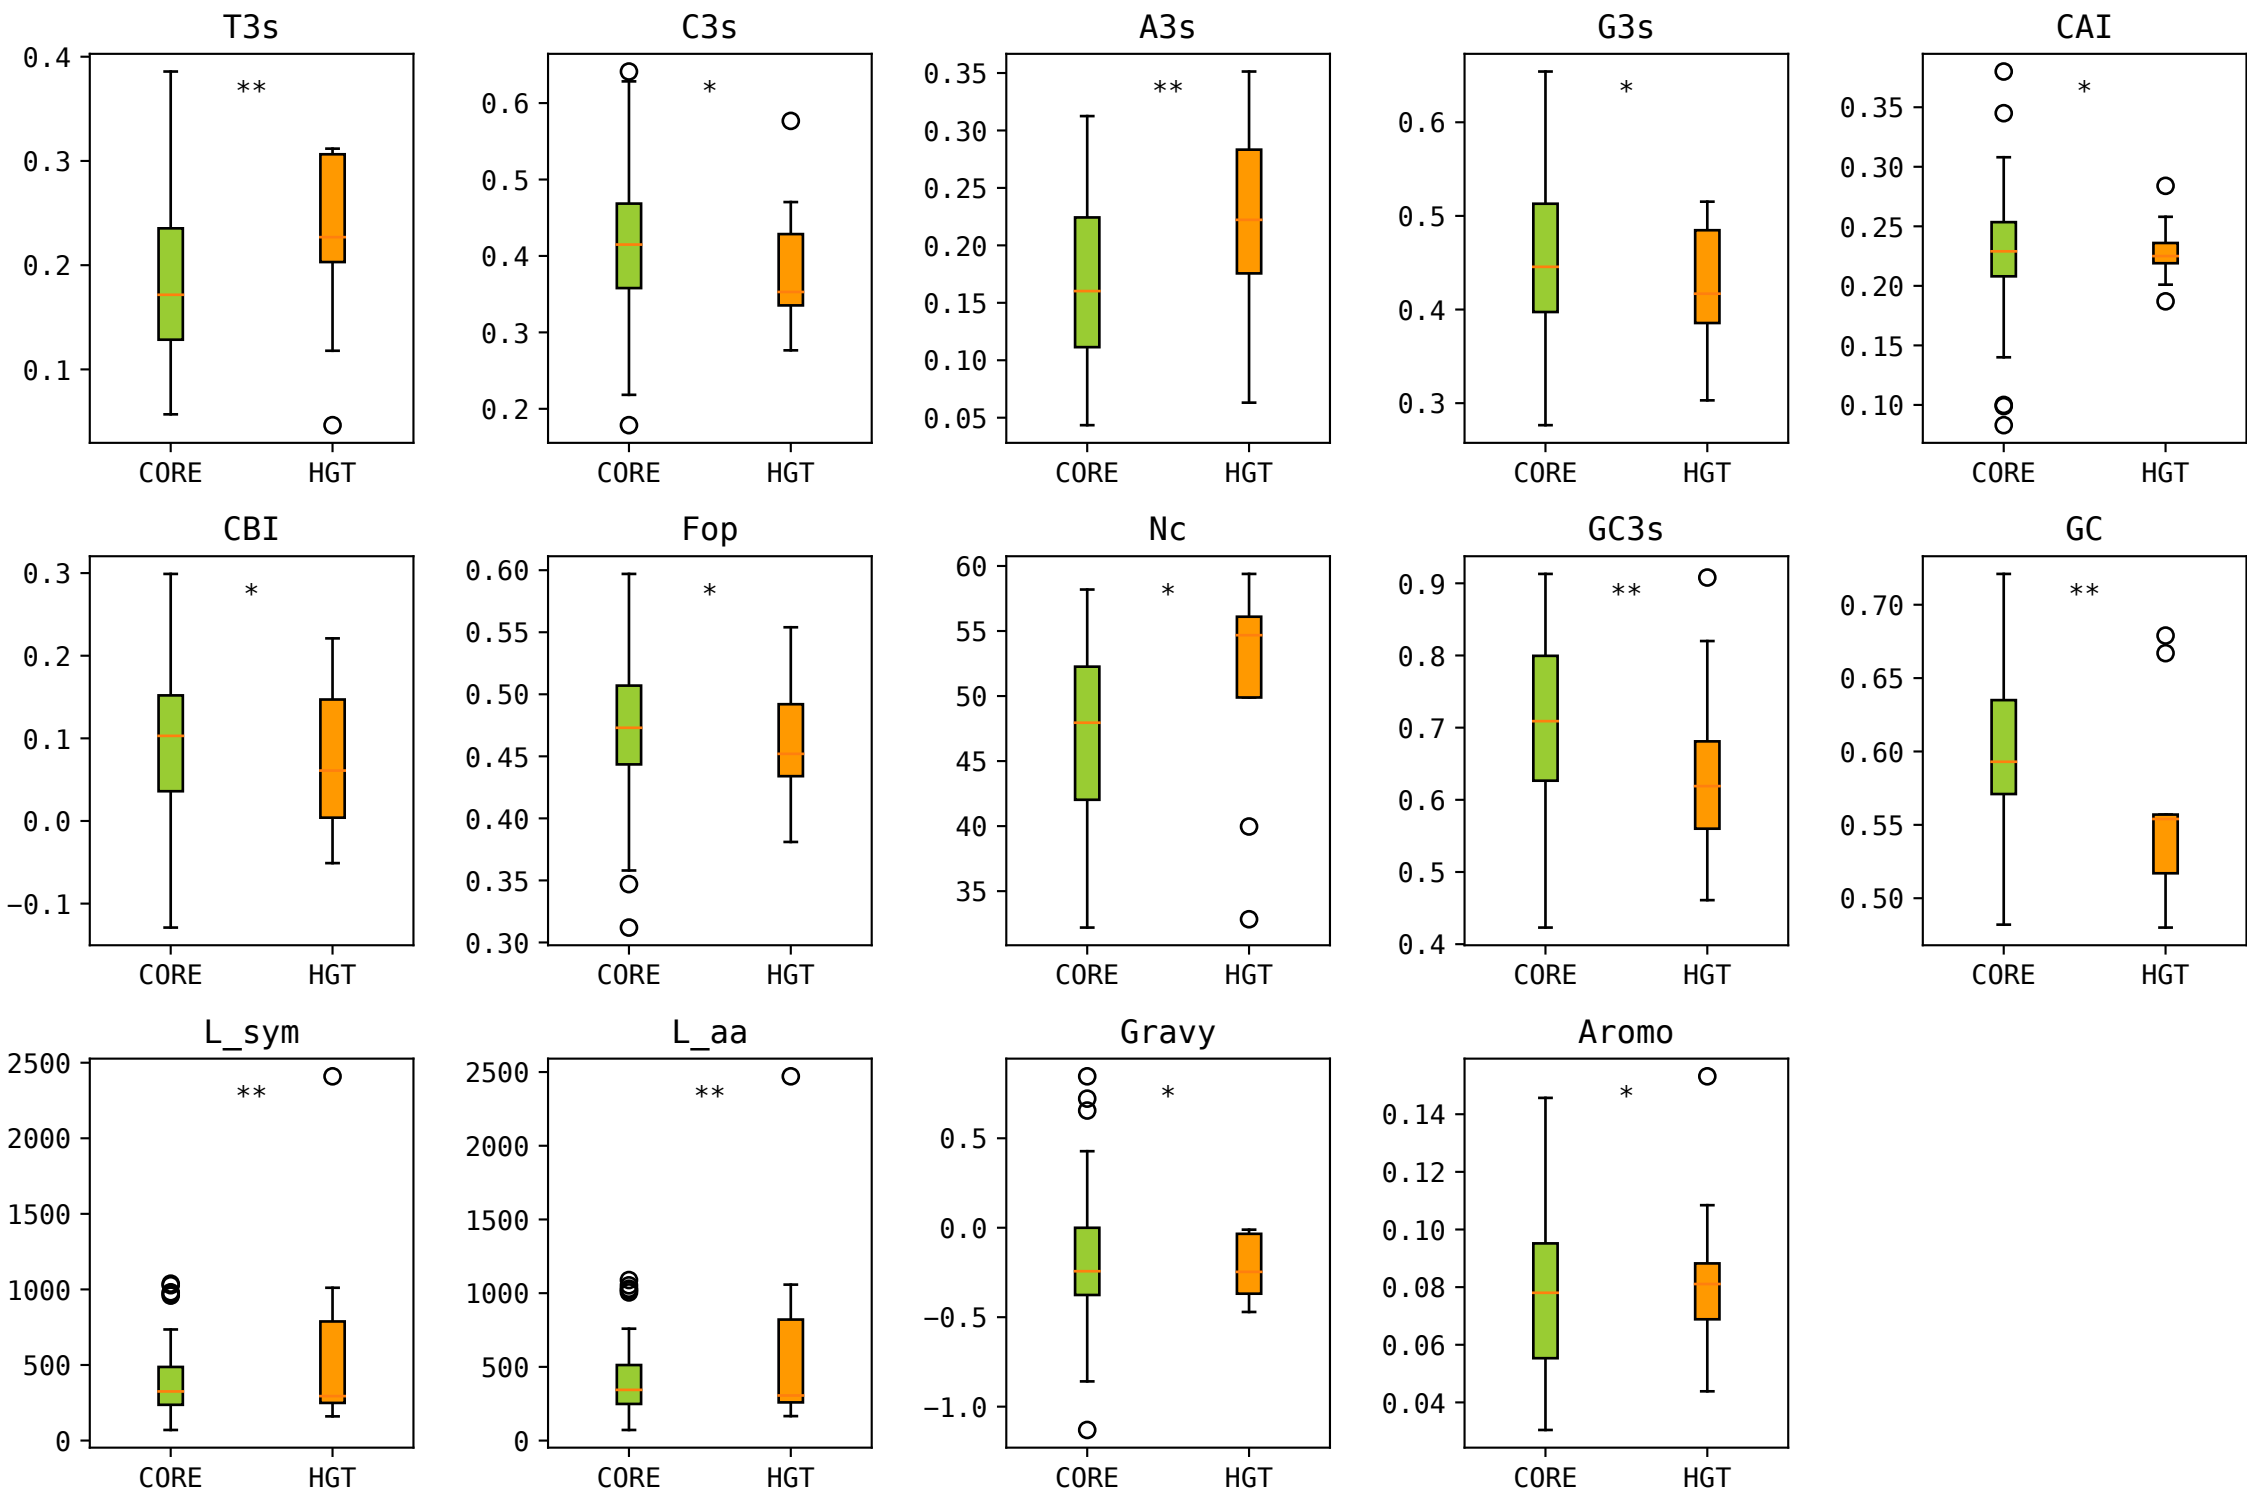 T3s C3s A3s G3s CAI
0.4 0.3 0.2 0.1 ** CORE HGT
0.6 0.5 0.4 0.3 0.2 * CORE HGT
0.35 0.30 0.25 0.20 0.15 0.10 0.05 ** CORE HGT
0.6 0.5 0.4 0.3 * CORE HGT
0.35 0.30 0.25 0.20 0.15 0.10 * CORE HGT
CBI Fop Nc GC3s GC
0.3 0.2 0.1 0.0 −0.1 * CORE HGT
0.60 0.55 0.50 0.45 0.40 0.35 0.30 * CORE HGT
60 55 50 45 40 35 * CORE HGT
0.9 0.8 0.7 0.6 0.5 0.4 ** CORE HGT
0.70 0.65 0.60 0.55 0.50 ** CORE HGT
L_sym L_aa Gravy Aromo
2500 2000 1500 1000 500 0 ** CORE HGT
2500 2000 1500 1000 500 0 ** CORE HGT
0.5 0.0 −0.5 −1.0 * CORE HGT
0.14 0.12 0.10 0.08 0.06 0.04 * CORE HGT